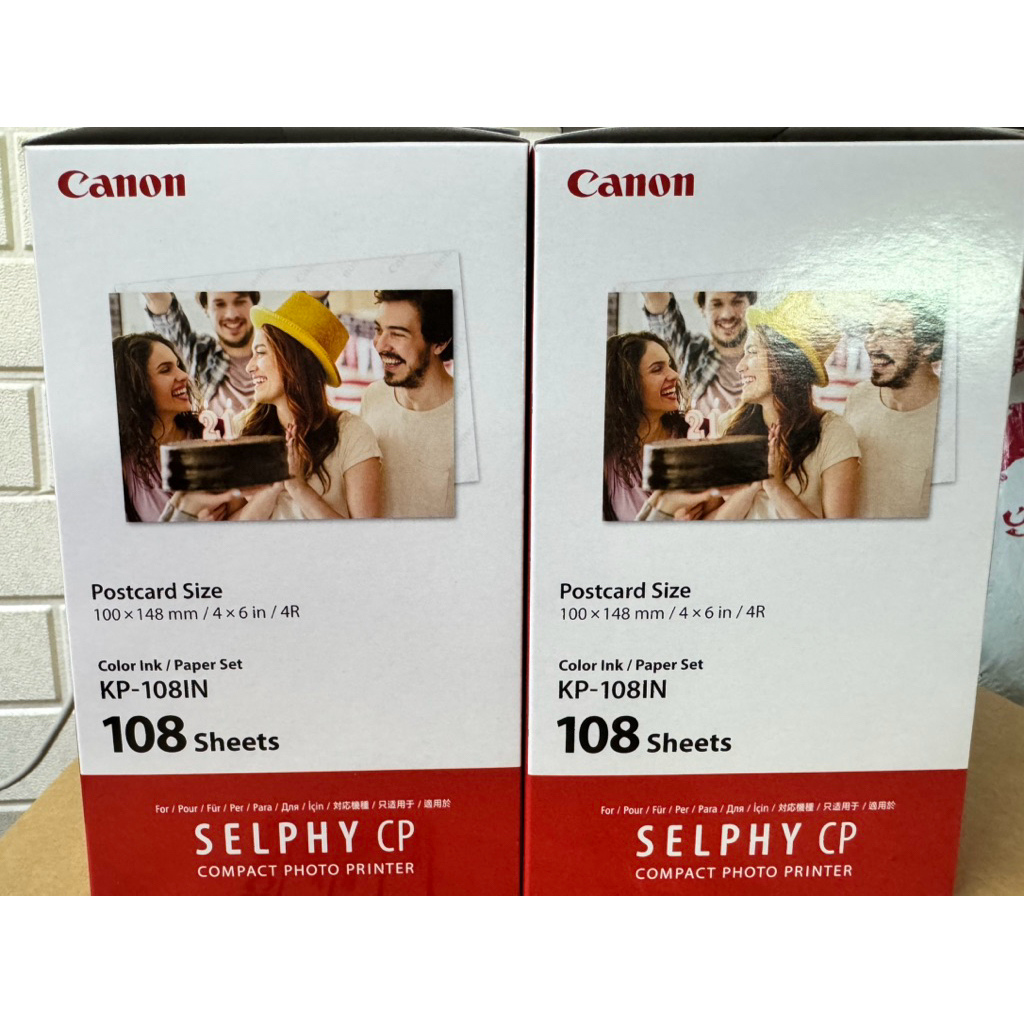 Canon
Canon
21
Postcard Size
100 × 148 mm / 4 × 6 in / 4R
Color Ink / Paper Set
KP-108IN
108 Sheets
For / Pour / Für / Per / Para / Для / İçin / 対応機種 / 只适用于 / 適用於
SELPHY CP
COMPACT PHOTO PRINTER
Canon
21
Postcard Size
100 × 148 mm / 4 × 6 in / 4R
Color Ink / Paper Set
KP-108IN
108 Sheets
For / Pour / Für / Per / Para / Для / İçin / 対応機種 / 只适用于 / 適用於
SELPHY CP
COMPACT PHOTO PRINTER